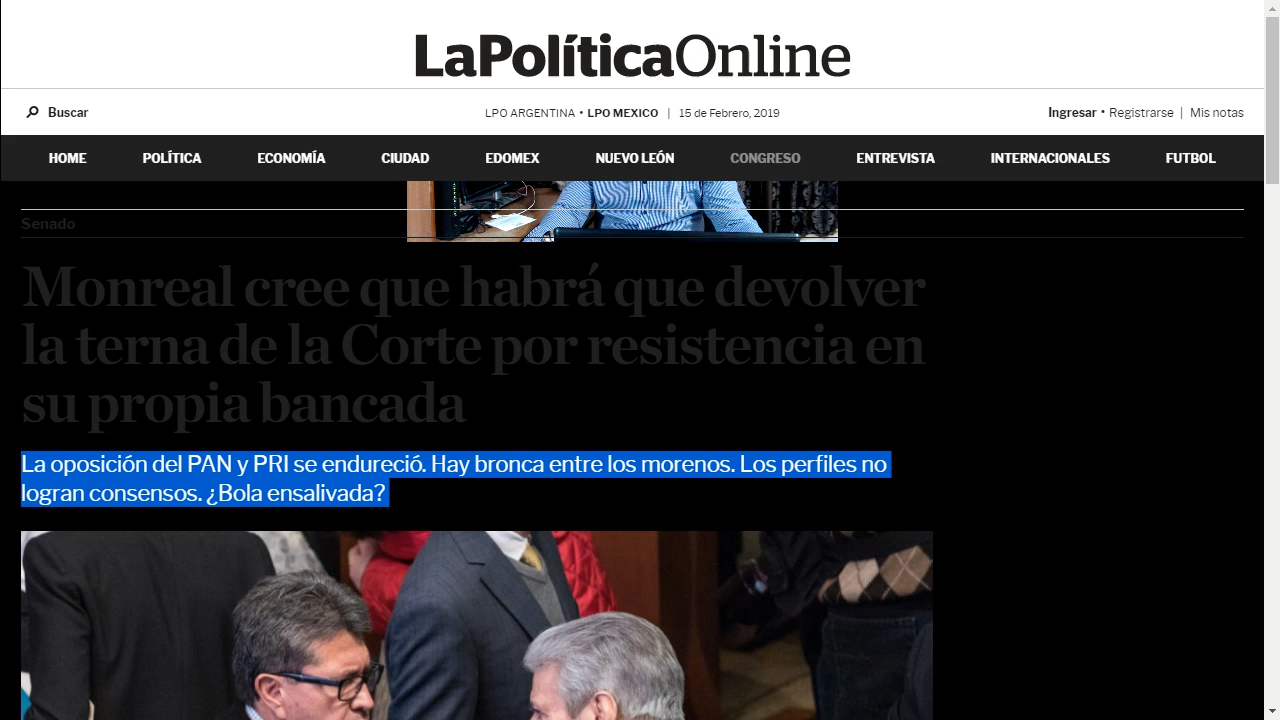 LaPolíticaOnline
Buscar
LPO ARGENTINA • LPO MEXICO | 15 de Febrero, 2019
Ingresar • Registrarse | Mis notas
HOME POLÍTICA ECONOMÍA CIUDAD EDOMEX NUEVO LEÓN CONGRESO ENTREVISTA INTERNACIONALES FUTBOL
Senado
Monreal cree que habrá que devolver
la terna de la Corte por resistencia en
su propia bancada
La oposición del PAN y PRI se endureció. Hay bronca entre los morenos. Los perfiles no
logran consensos. ¿Bola ensalivada?